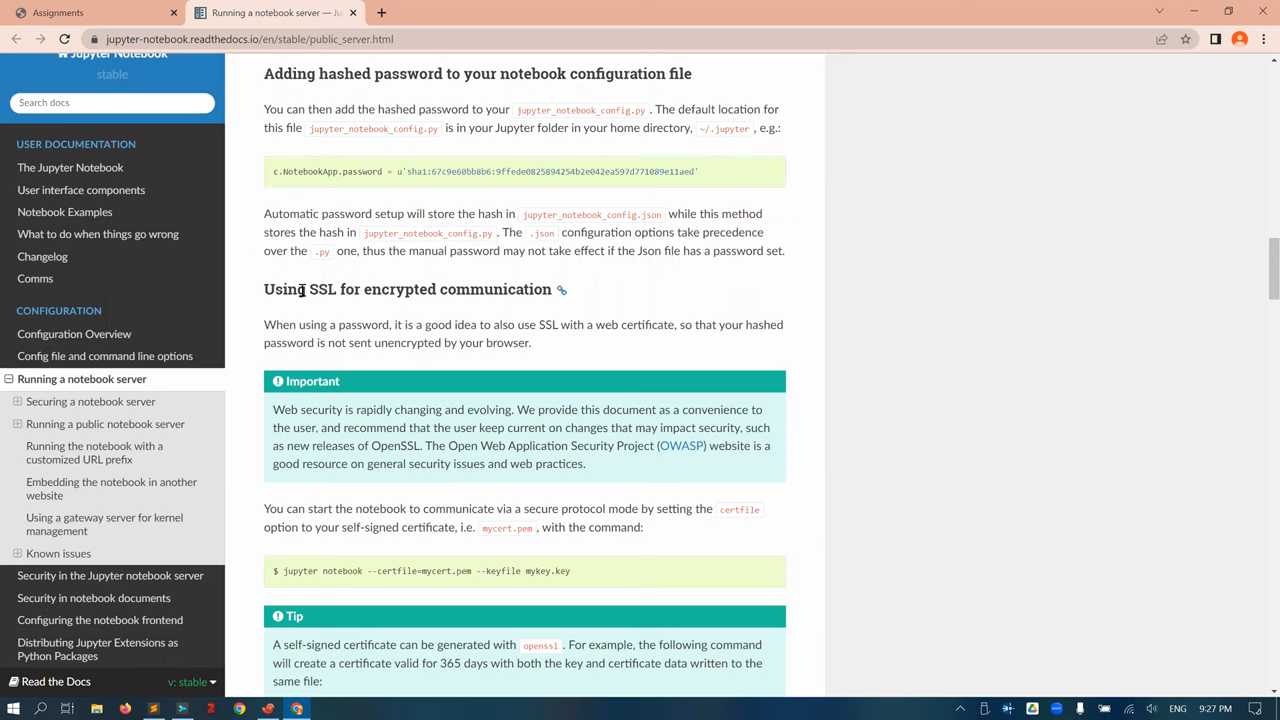 Assignments
Running a notebook server —
jupyter-notebook.readthedocs.io/en/stable/public_server.html
Jupyter Notebook
stable
Search docs
USER DOCUMENTATION
The Jupyter Notebook
User interface components
Notebook Examples
What to do when things go wrong
Changelog
Comms
CONFIGURATION
Configuration Overview
Config file and command line options
Running a notebook server
Securing a notebook server
Running a public notebook server
Running the notebook with a
customized URL prefix
Embedding the notebook in another
website
Using a gateway server for kernel
management
Known issues
Security in the Jupyter notebook server
Security in notebook documents
Configuring the notebook frontend
Distributing Jupyter Extensions as
Python Packages
Read the Docs
v: stable
Adding hashed password to your notebook configuration file
You can then add the hashed password to your jupyter_notebook_config.py . The default location for
this file jupyter_notebook_config.py is in your Jupyter folder in your home directory, ~/.jupyter , e.g.:
c.NotebookApp.password = u'sha1:67c9e60bb8b6:9ffede0825894254b2e042ea597d771089e11aed'
Automatic password setup will store the hash in jupyter_notebook_config.json while this method
stores the hash in jupyter_notebook_config.py . The .json configuration options take precedence
over the .py one, thus the manual password may not take effect if the Json file has a password set.
Using SSL for encrypted communication
When using a password, it is a good idea to also use SSL with a web certificate, so that your hashed
password is not sent unencrypted by your browser.
Important
Web security is rapidly changing and evolving. We provide this document as a convenience to
the user, and recommend that the user keep current on changes that may impact security, such
as new releases of OpenSSL. The Open Web Application Security Project (OWASP) website is a
good resource on general security issues and web practices.
You can start the notebook to communicate via a secure protocol mode by setting the certfile
option to your self-signed certificate, i.e. mycert.pem , with the command:
$ jupyter notebook --certfile=mycert.pem --keyfile mykey.key
Tip
A self-signed certificate can be generated with openssl . For example, the following command
will create a certificate valid for 365 days with both the key and certificate data written to the
same file:
ENG
9:27 PM